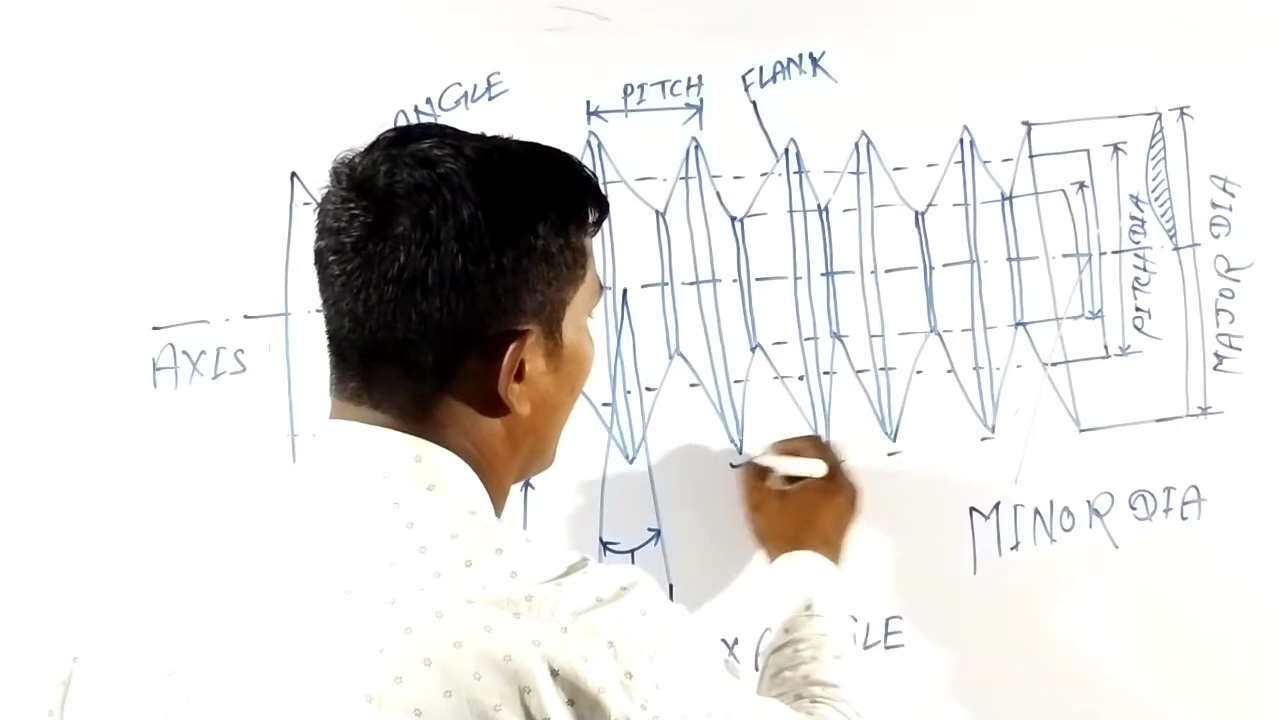 ANGLE
PITCH
FLANK
AXIS
PITCH DIA
MAJOR DIA
MINOR DIA